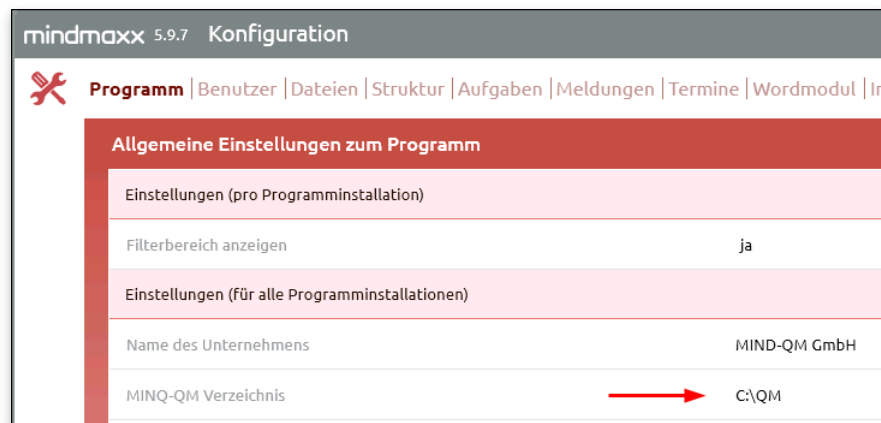 mindmaxx 5.9.7 Konfiguration
Programm | Benutzer | Dateien | Struktur | Aufgaben | Meldungen | Termine | Wordmodul |
Allgemeine Einstellungen zum Programm
Einstellungen (pro Programminstallation)
Filterbereich anzeigen ja
Einstellungen (für alle Programminstallationen)
Name des Unternehmens MIND-QM GmbH
MINQ-QM Verzeichnis C:\QM